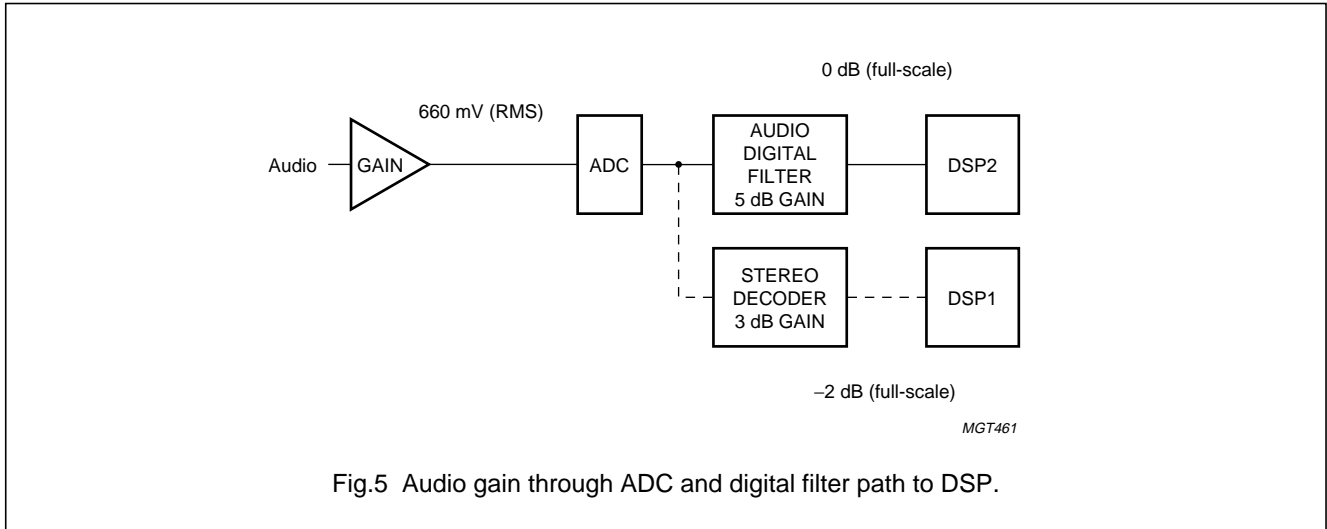 0 dB (full-scale)
660 mV (RMS)
Audio
GAIN
ADC
AUDIO
DIGITAL
FILTER
5 dB GAIN
DSP2
STEREO
DECODER
3 dB GAIN
DSP1
−2 dB (full-scale)
MGT461
Fig.5 Audio gain through ADC and digital filter path to DSP.